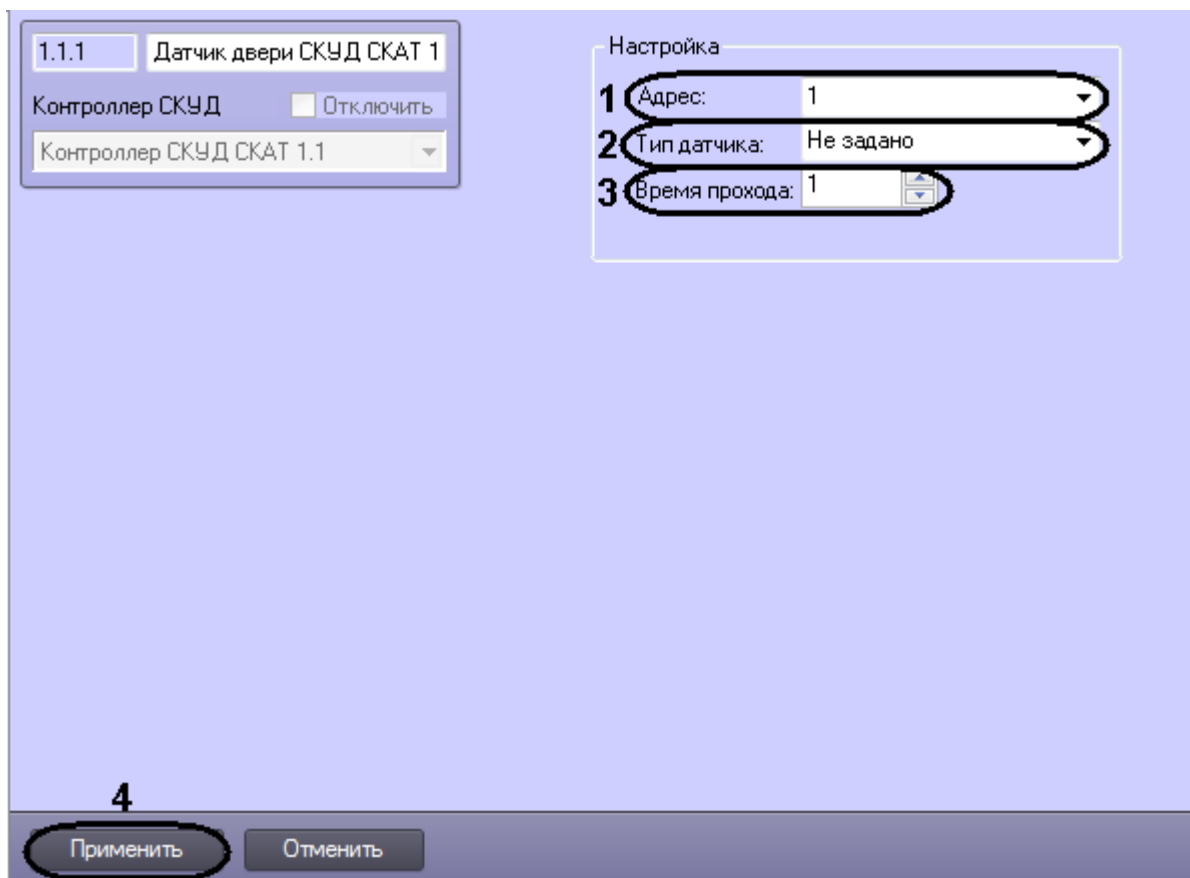 1.1.1 Датчик двери СКУД СКАТ 1
Контроллер СКУД Отключить
Контроллер СКУД СКАТ 1.1
Настройка
1 Адрес: 1
2 Тип датчика: Не задано
3 Время прохода: 1
4
Применить Отменить